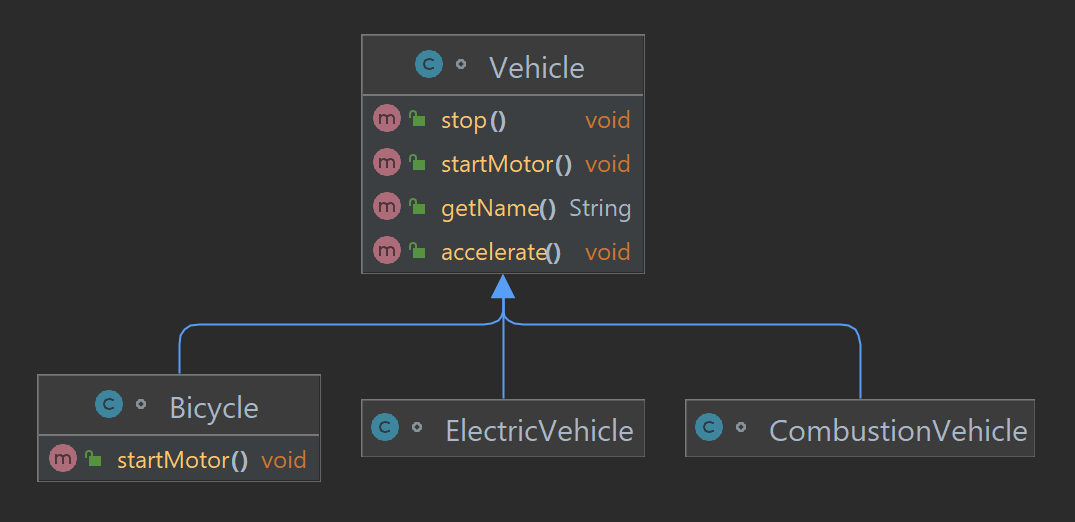 C Vehicle
m stop() void
m startMotor() void
m getName() String
m accelerate() void
C Bicycle
m startMotor() void
C ElectricVehicle
C CombustionVehicle